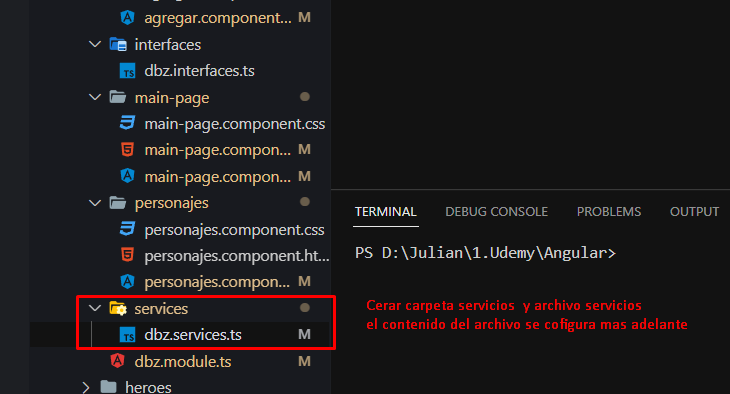 agregar.component... M
interfaces
TS dbz.interfaces.ts
main-page
main-page.component.css
main-page.compon... M
main-page.compon... M
personajes
personajes.component.css
personajes.component.ht...
personajes.compon... M
services
TS dbz.services.ts M
dbz.module.ts
heroes
TERMINAL DEBUG CONSOLE PROBLEMS OUTPUT
PS D:\Julian\1.Udemy\Angular>
Cerar carpeta servicios y archivo servicios
el contenido del archivo se cofigura mas adelante